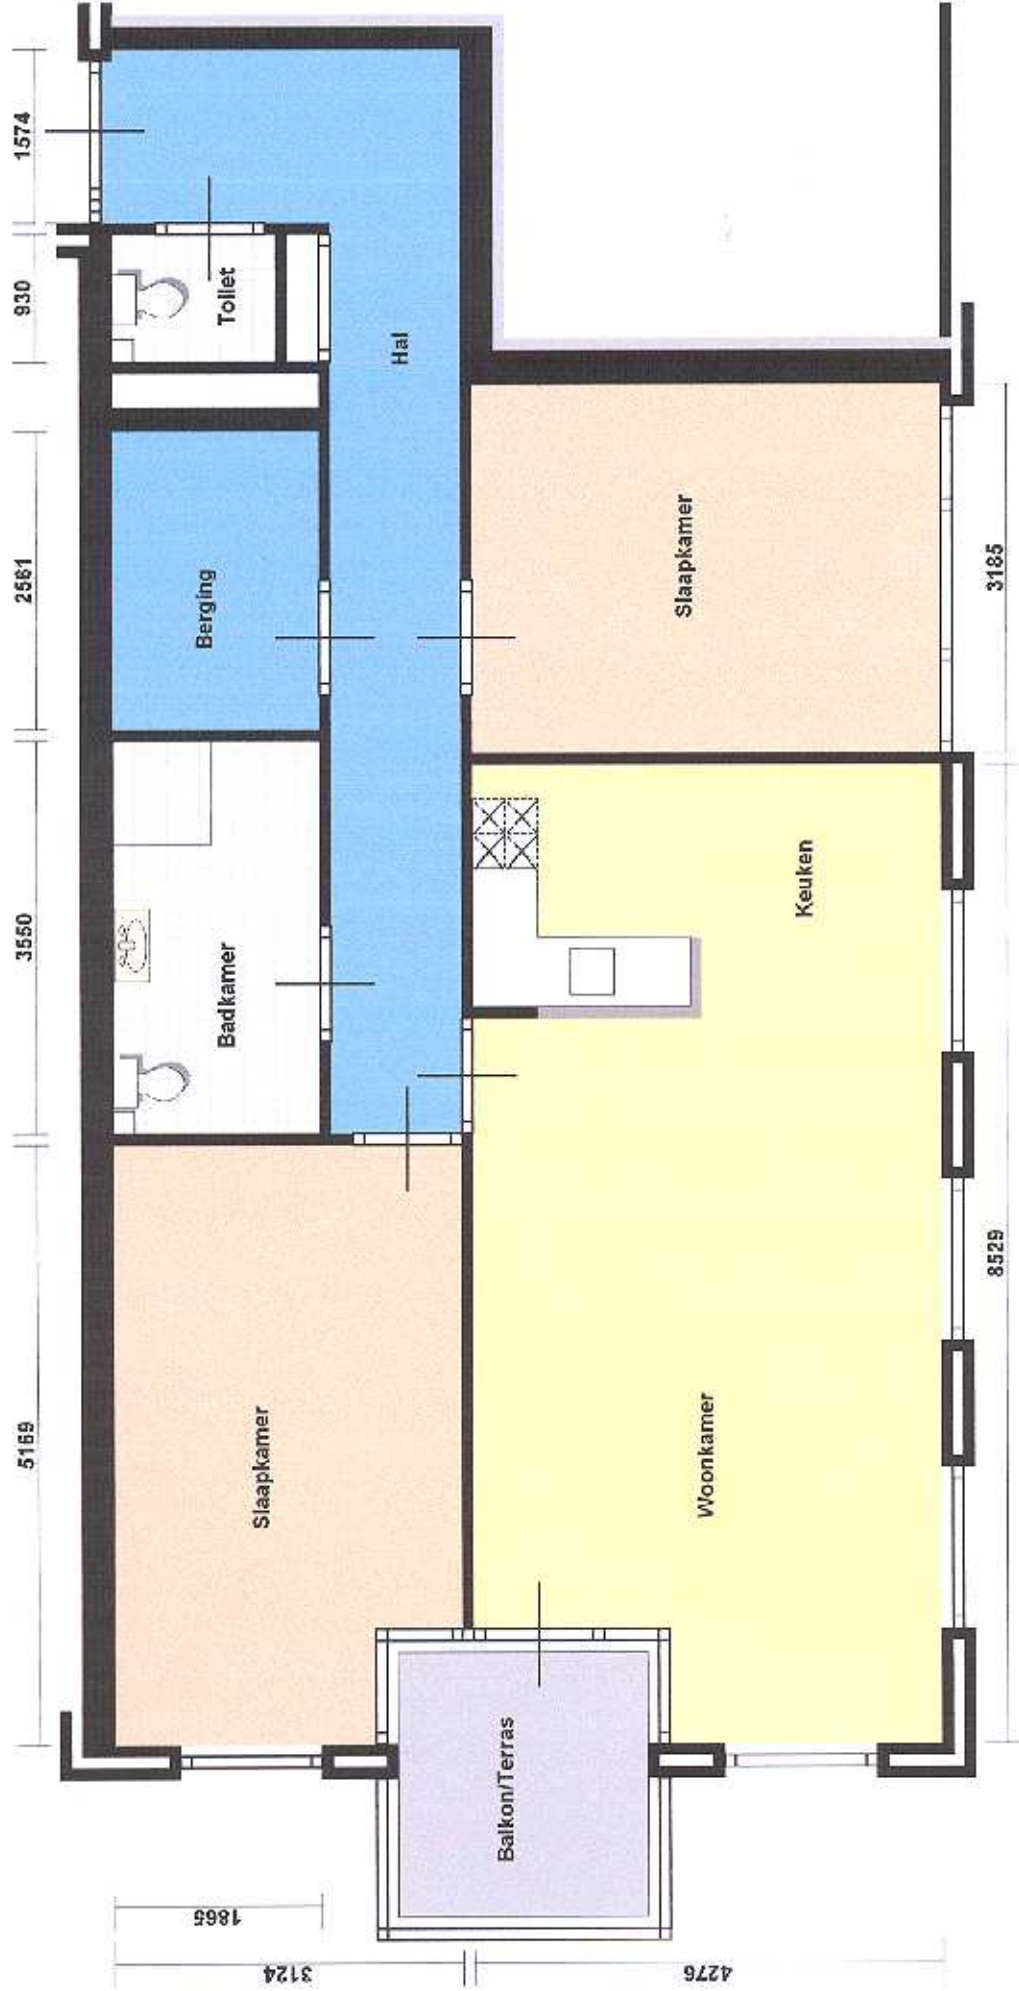 1574
930
2561
3550
5169
Toilet
Hal
Berging
Slaapkamer
Badkamer
Keuken
Slaapkamer
Woonkamer
Balkon/Terras
3185
8529
1865
3124
4276